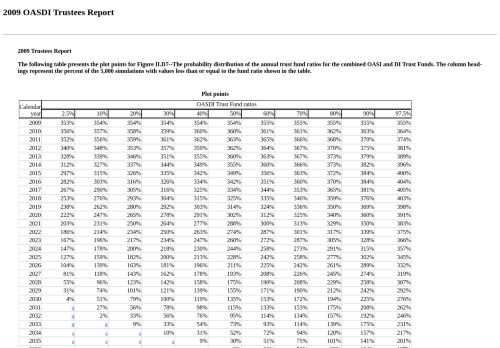 2009 OASDI Trustees Report
2009 Trustees Report
The following table presents the plot points for Figure II.D7--The probability distribution of the annual trust fund ratios for the combined OASI and DI Trust Funds. The column head-
ings represent the percent of the 5,000 simulations with values less than or equal to the fund ratio shown in the table.
Plot points
Calendar year OASDI Trust Fund ratios
2.5% 10% 20% 30% 40% 50% 60% 70% 80% 90% 97.5%
2009 353% 354% 354% 354% 354% 354% 355% 355% 355% 355% 355%
2010 356% 357% 358% 359% 360% 360% 361% 361% 362% 363% 364%
2011 352% 356% 359% 361% 362% 363% 365% 366% 368% 370% 374%
2012 340% 348% 353% 357% 359% 362% 364% 367% 370% 375% 381%
2013 328% 339% 346% 351% 355% 360% 363% 367% 373% 379% 389%
2014 312% 327% 337% 344% 349% 355% 360% 366% 373% 382% 396%
2015 297% 315% 326% 335% 342% 349% 356% 363% 372% 384% 400%
2016 282% 303% 316% 326% 334% 342% 351% 360% 370% 384% 404%
2017 267% 290% 305% 316% 325% 334% 344% 353% 365% 381% 405%
2018 253% 276% 293% 304% 315% 325% 335% 346% 359% 376% 403%
2019 238% 262% 280% 292% 303% 314% 324% 336% 350% 369% 398%
2020 222% 247% 265% 278% 291% 302% 312% 325% 340% 360% 391%
2021 203% 231% 250% 264% 277% 288% 300% 313% 329% 350% 383%
2022 186% 214% 234% 250% 263% 274% 287% 301% 317% 339% 375%
2023 167% 196% 217% 234% 247% 260% 272% 287% 305% 328% 366%
2024 147% 178% 200% 218% 230% 244% 258% 273% 291% 315% 357%
2025 127% 159% 182% 200% 213% 228% 242% 258% 277% 302% 345%
2026 104% 139% 163% 181% 196% 211% 225% 242% 261% 289% 332%
2027 81% 118% 143% 162% 178% 193% 208% 226% 245% 274% 319%
2028 55% 96% 123% 142% 158% 175% 190% 208% 229% 258% 307%
2029 31% 74% 101% 121% 139% 155% 171% 190% 212% 242% 292%
2030 4% 51% 79% 100% 119% 135% 153% 172% 194% 225% 276%
2031 a 27% 56% 78% 98% 115% 133% 153% 175% 208% 262%
2032 a 2% 33% 56% 76% 95% 114% 134% 157% 192% 246%
2033 a a 9% 33% 54% 73% 93% 114% 139% 175% 231%
2034 a a a 10% 31% 52% 72% 94% 120% 157% 217%
2035 a a a a 9% 30% 51% 75% 101% 141% 201%